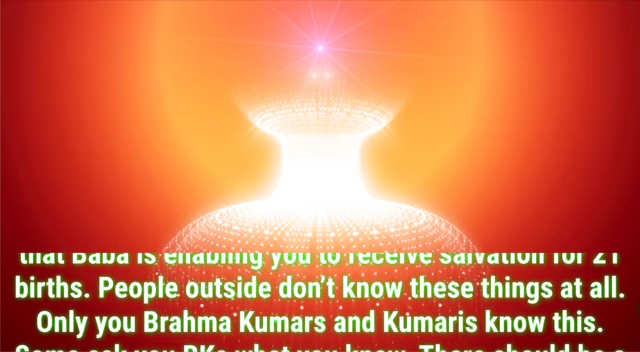 that Baba is enabling you to receive salvation for 21
births. People outside don't know these things at all.
Only you Brahma Kumars and Kumaris know this.
Some ask you BKs what you know. There should be a